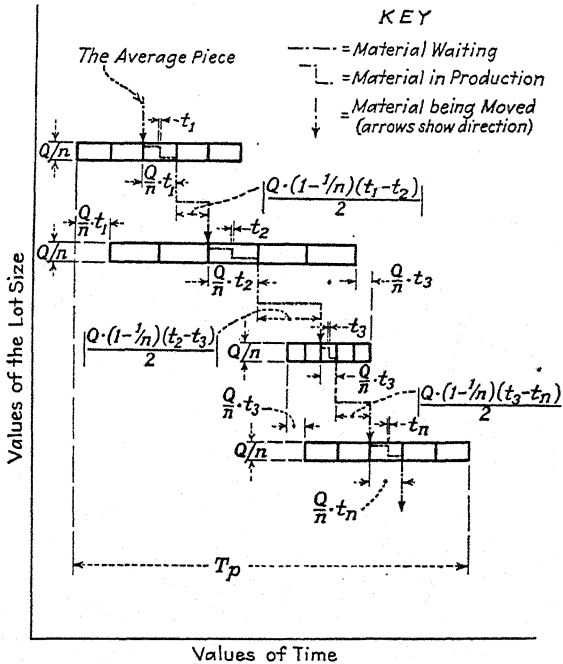 KEY
= Material Waiting
= Material in Production
= Material being Moved
(arrows show direction)
The Average Piece
t₁
Q/n
Q/n · t₁
|Q·(1-1/n)(t₁-t₂)/2|
Q/n · t₁
t₂
Q/n
Q/n · t₂
Q/n · t₃
|Q·(1-1/n)(t₂-t₃)/2|
t₃
Q/n
Q/n · t₃
|Q·(1-1/n)(t₃-tₙ)/2|
Q/n · t₃
tₙ
Q/n
Q/n · tₙ
Tₚ
Values of the Lot Size
Values of Time